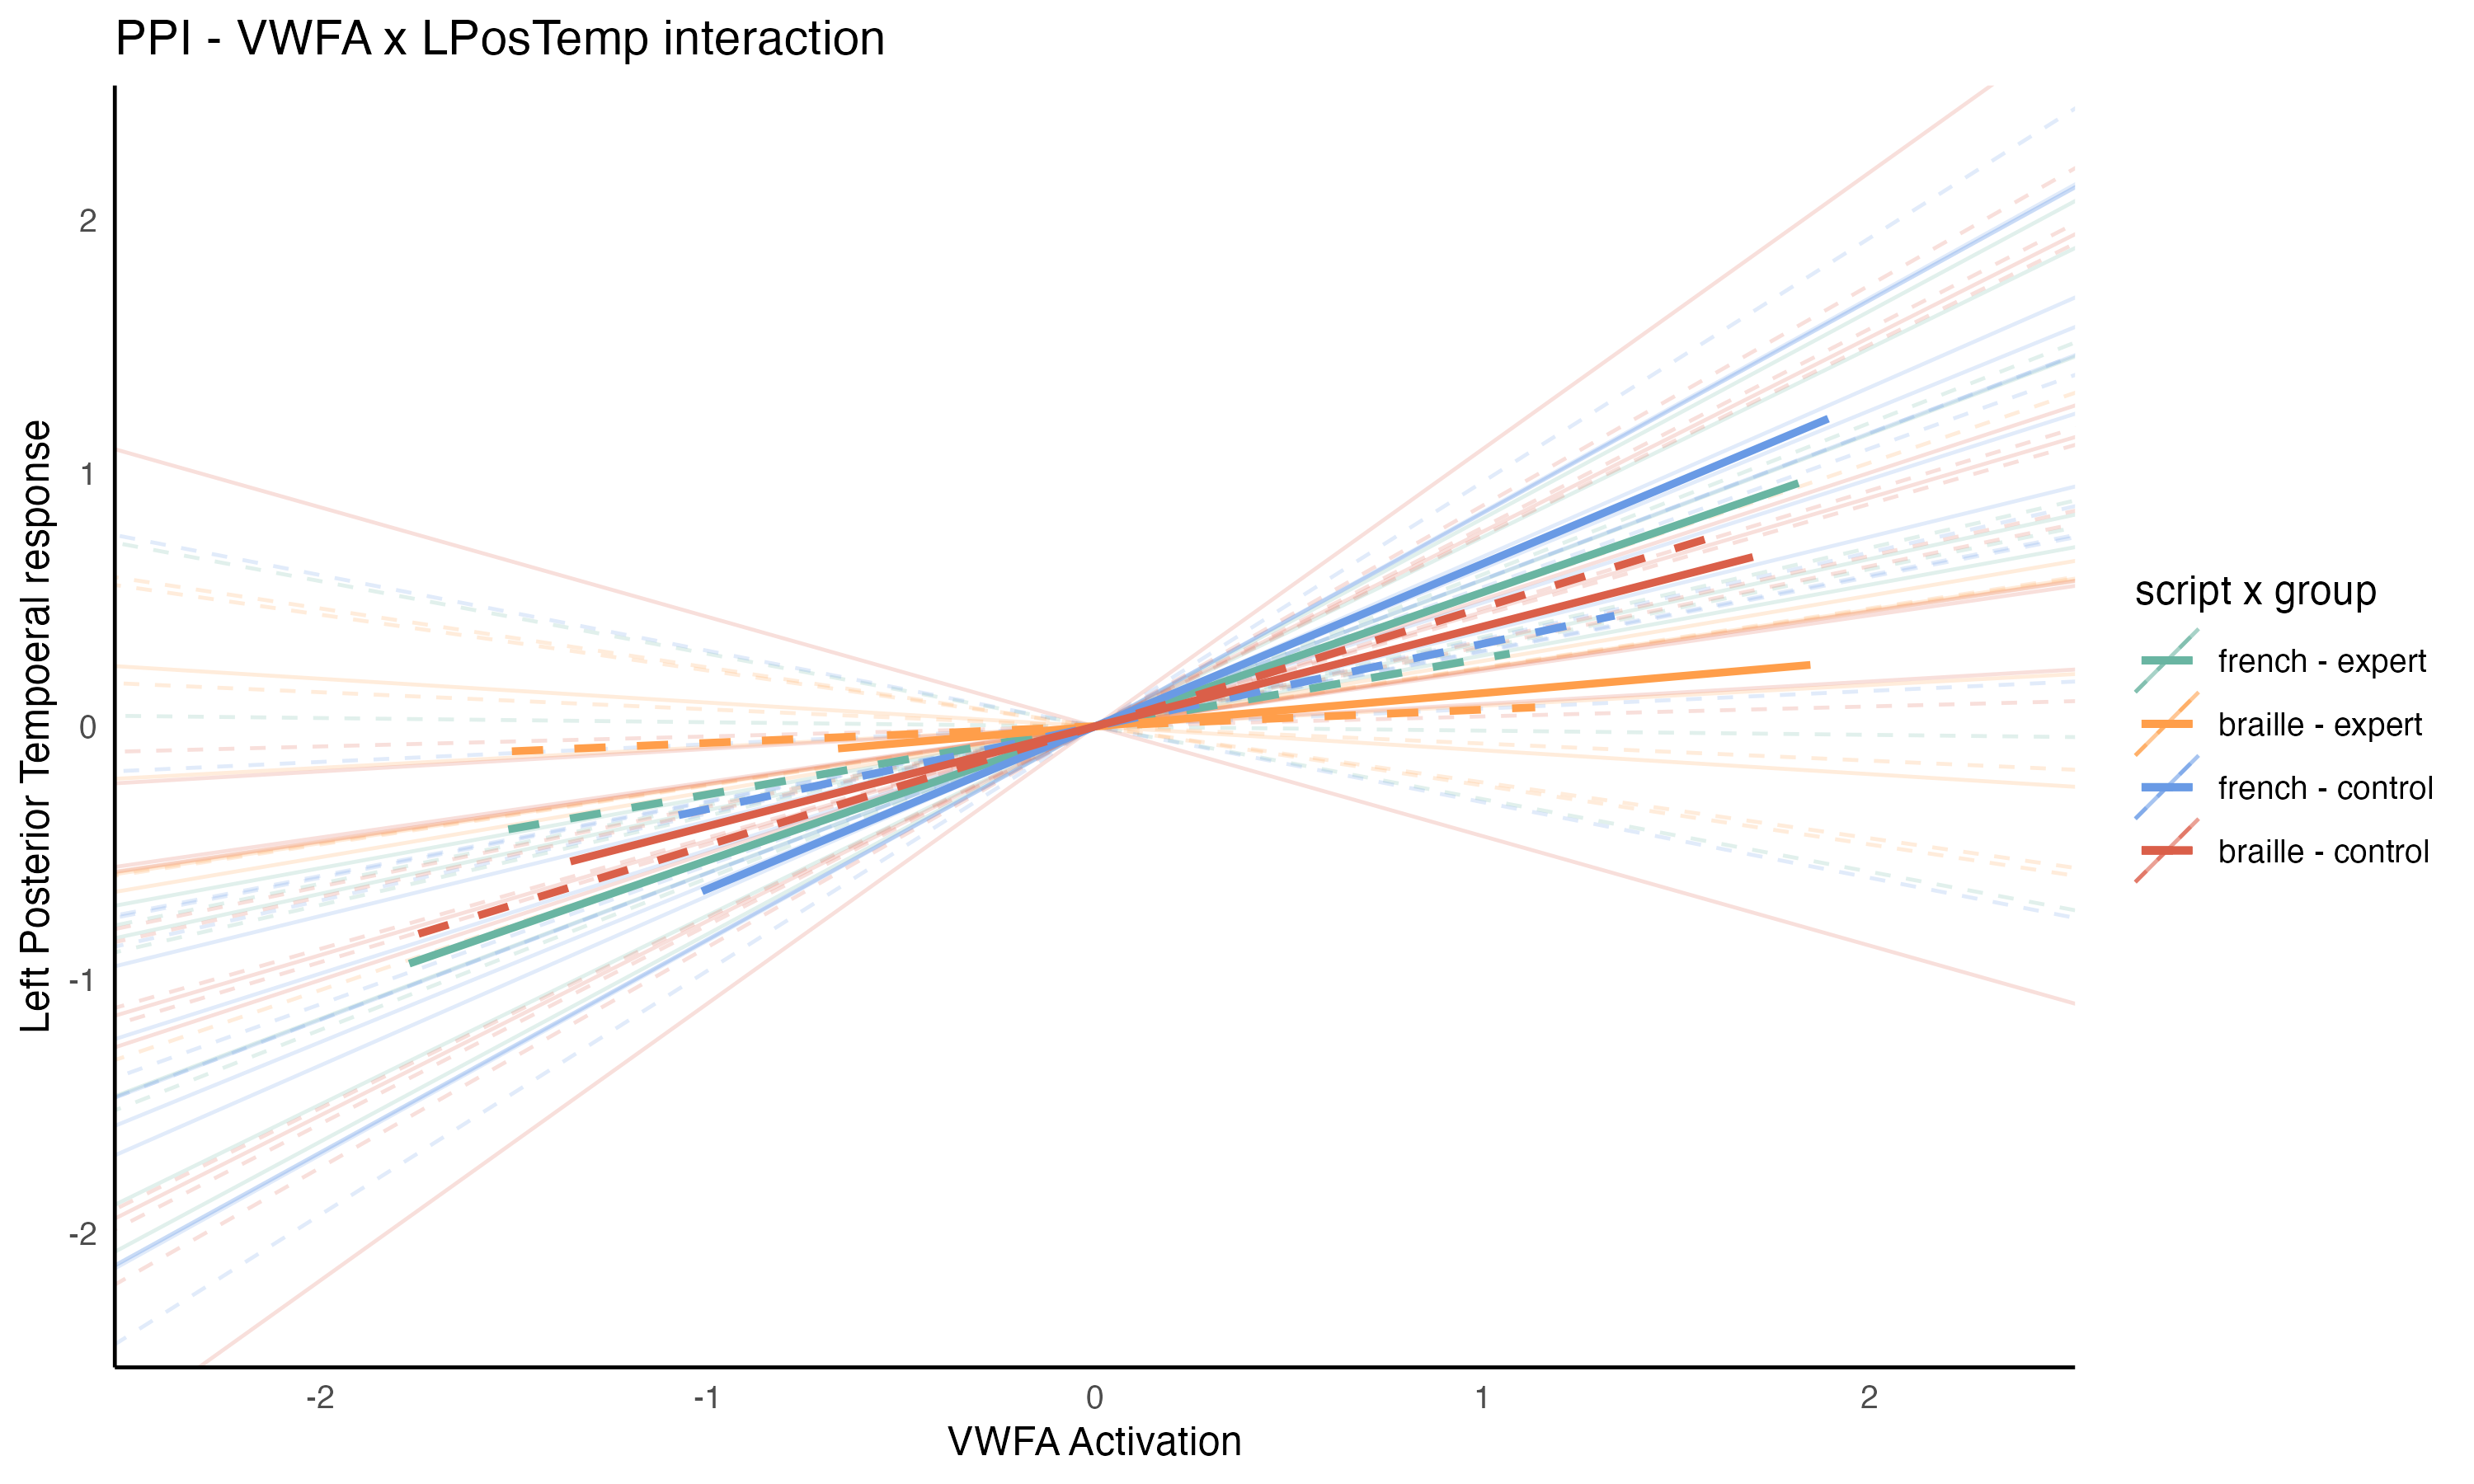 PPI - VWFA x LPosTemp interaction
Left Posterior Tempoeral response
2
1
0
-1
-2
-2
-1
0
1
2
VWFA Activation
script x group
french - expert
braille - expert
french - control
braille - control